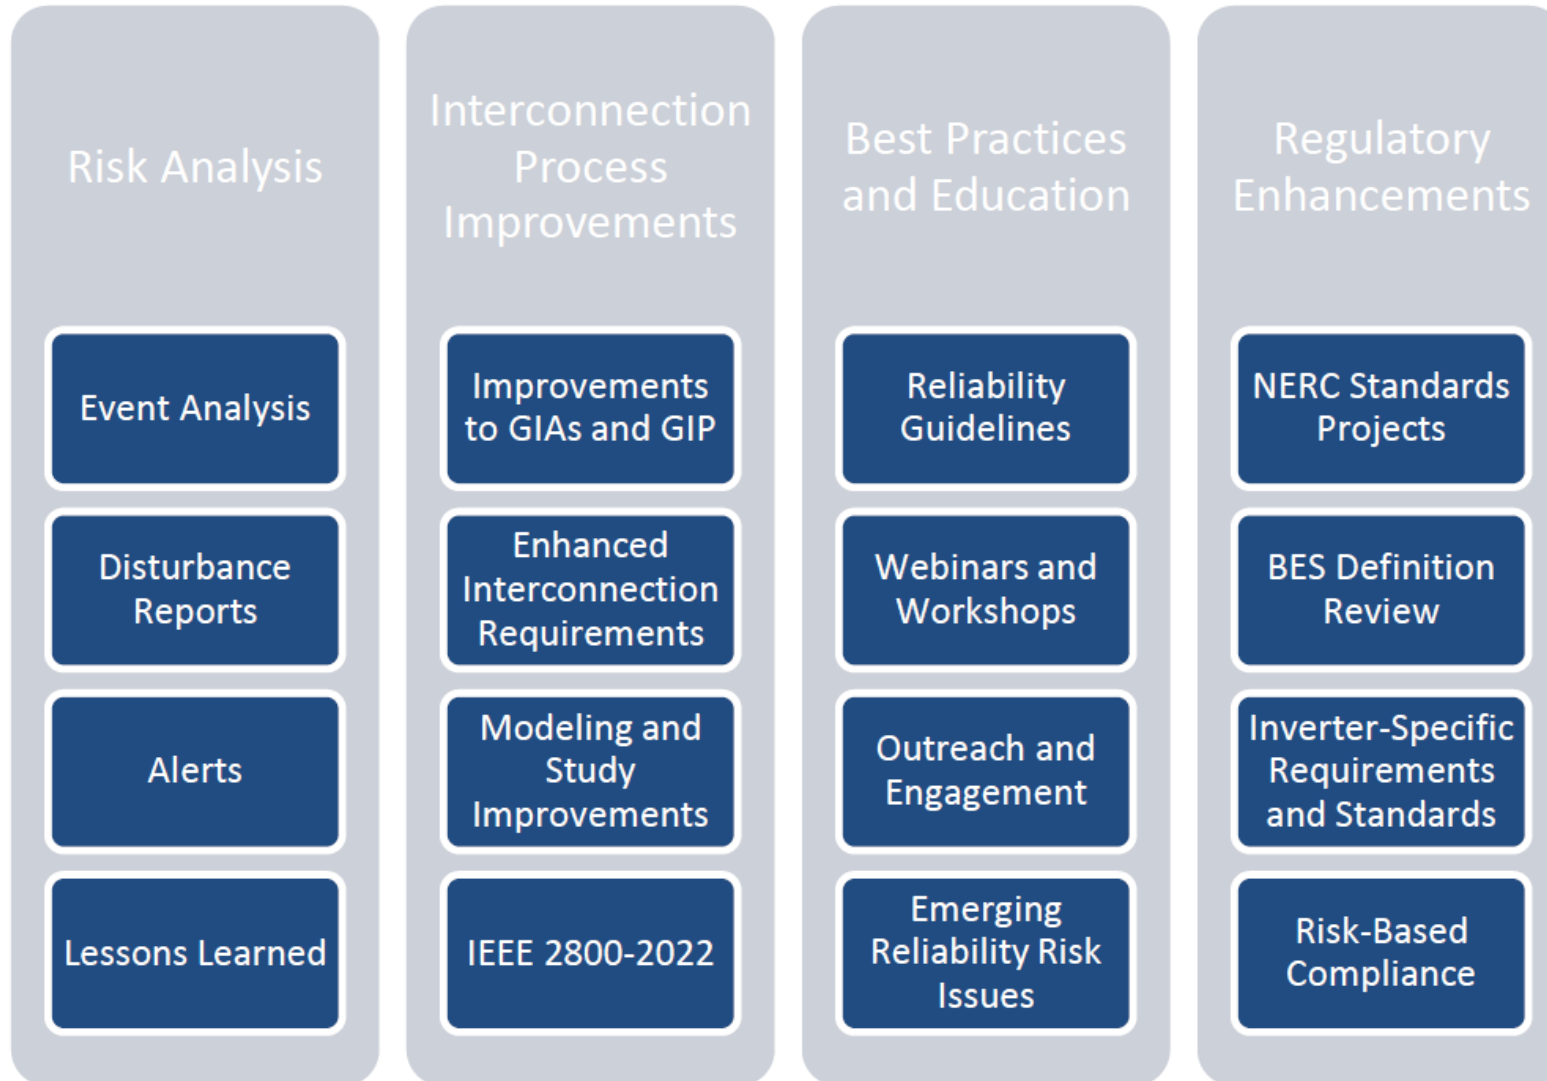 Risk Analysis
Event Analysis
Disturbance
Reports
Alerts
Lessons Learned
Interconnection
Process
Improvements
Improvements
to GIAs and GIP
Enhanced
Interconnection
Requirements
Modeling and
Study
Improvements
IEEE 2800-2022
Best Practices
and Education
Reliability
Guidelines
Webinars and
Workshops
Outreach and
Engagement
Emerging
Reliability Risk
Issues
Regulatory
Enhancements
NERC Standards
Projects
BES Definition
Review
Inverter-Specific
Requirements
and Standards
Risk-Based
Compliance